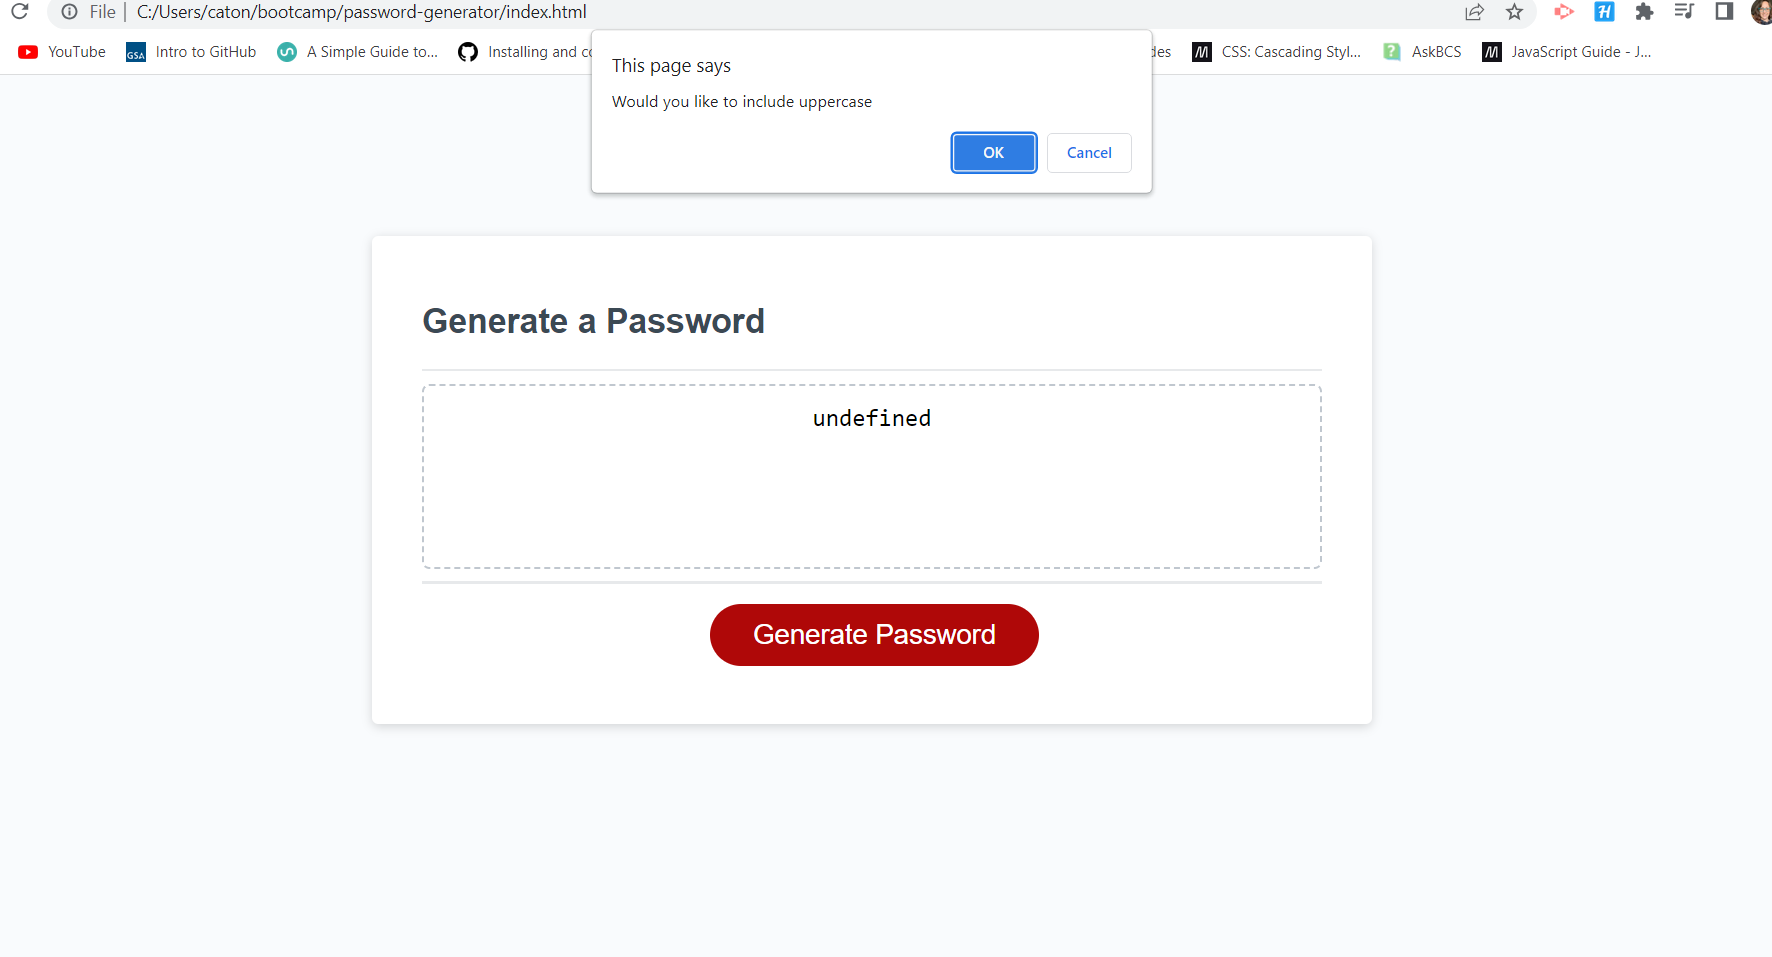 File | C:/Users/caton/bootcamp/password-generator/index.html
YouTube GSA Intro to GitHub A Simple Guide to... Installing and cc des CSS: Cascading Styl... AskBCS JavaScript Guide - J...
This page says
Would you like to include uppercase
OK Cancel
Generate a Password
undefined
Generate Password